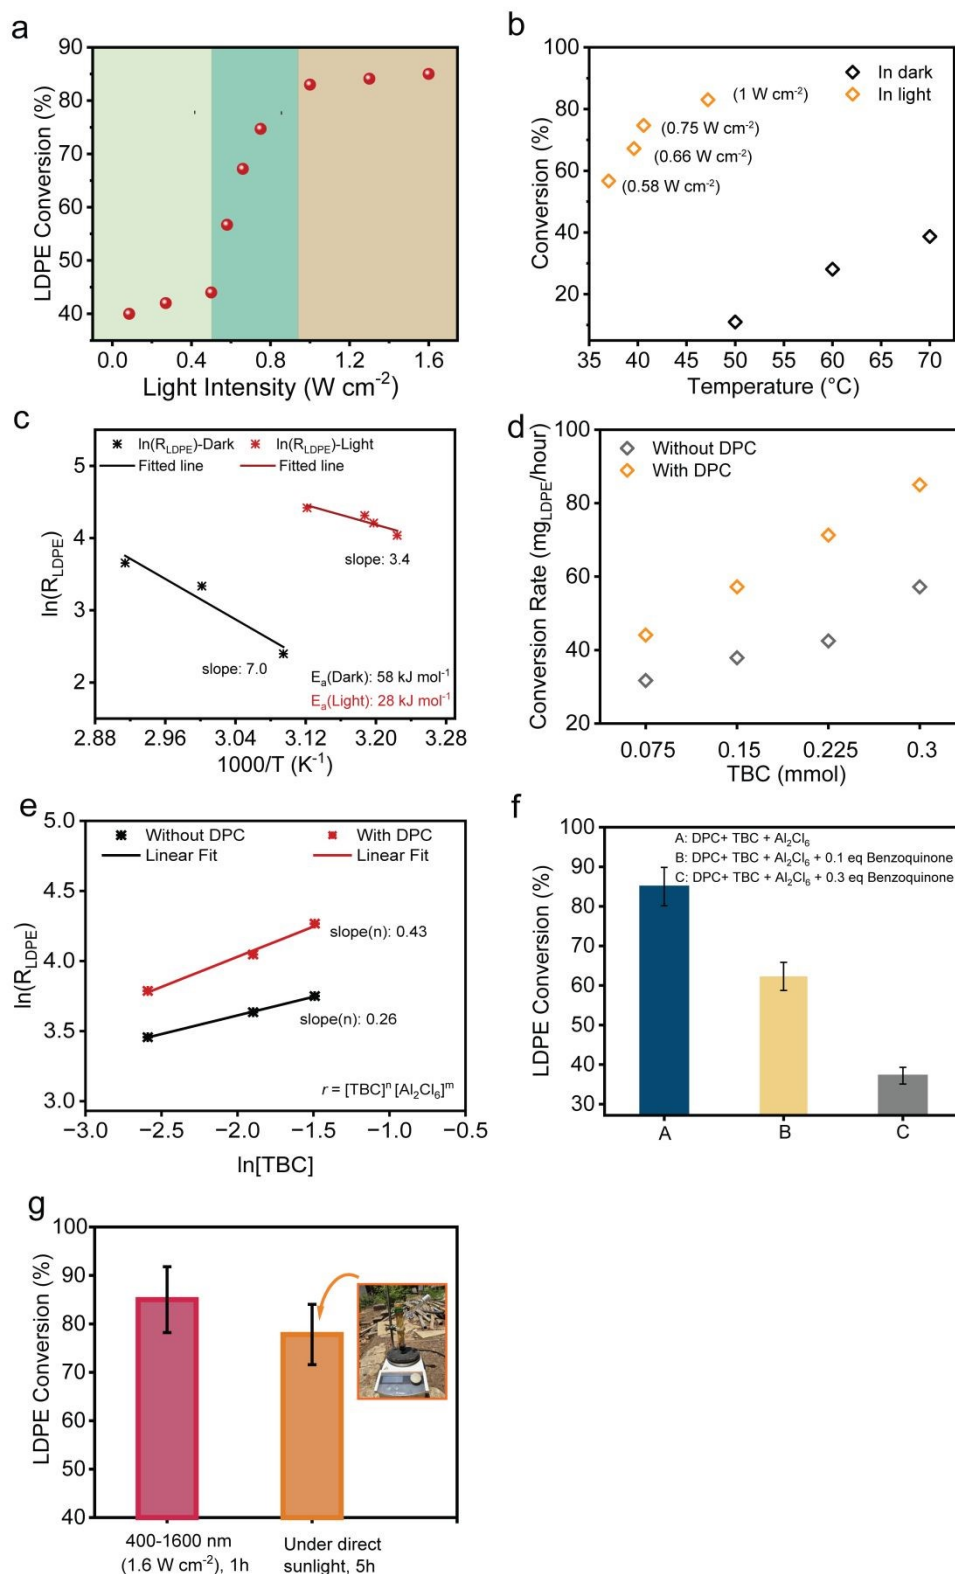 a
90
80
70
60
50
40
LDPE Conversion (%)
0.0 0.4 0.8 1.2 1.6
Light Intensity (W cm⁻²)
b
100
80
60
40
20
Conversion (%)
In dark
In light
(1 W cm⁻²)
(0.75 W cm⁻²)
(0.66 W cm⁻²)
(0.58 W cm⁻²)
35 40 45 50 55 60 65 70
Temperature (°C)
c
ln(R_LDPE)-Dark ln(R_LDPE)-Light
Fitted line Fitted line
5
4
3
2
ln(R_LDPE)
slope: 3.4
slope: 7.0
E_a(Dark): 58 kJ mol⁻¹
E_a(Light): 28 kJ mol⁻¹
2.88 2.96 3.04 3.12 3.20 3.28
1000/T (K⁻¹)
d
100
80
60
40
20
Conversion Rate (mg_LDPE/hour)
Without DPC
With DPC
0.075 0.15 0.225 0.3
TBC (mmol)
e
5.0
4.5
4.0
3.5
3.0
ln(R_LDPE)
Without DPC With DPC
Linear Fit Linear Fit
slope(n): 0.43
slope(n): 0.26
r = [TBC]ⁿ [Al₂Cl₆]ᵐ
−3.0 −2.5 −2.0 −1.5 −1.0 −0.5
ln[TBC]
f
100
90
80
70
60
50
40
30
LDPE Conversion (%)
A: DPC+ TBC + Al₂Cl₆
B: DPC+ TBC + Al₂Cl₆ + 0.1 eq Benzoquinone
C: DPC+ TBC + Al₂Cl₆ + 0.3 eq Benzoquinone
A B C
g
100
90
80
70
60
50
40
LDPE Conversion (%)
400-1600 nm
(1.6 W cm⁻²), 1h
Under direct
sunlight, 5h